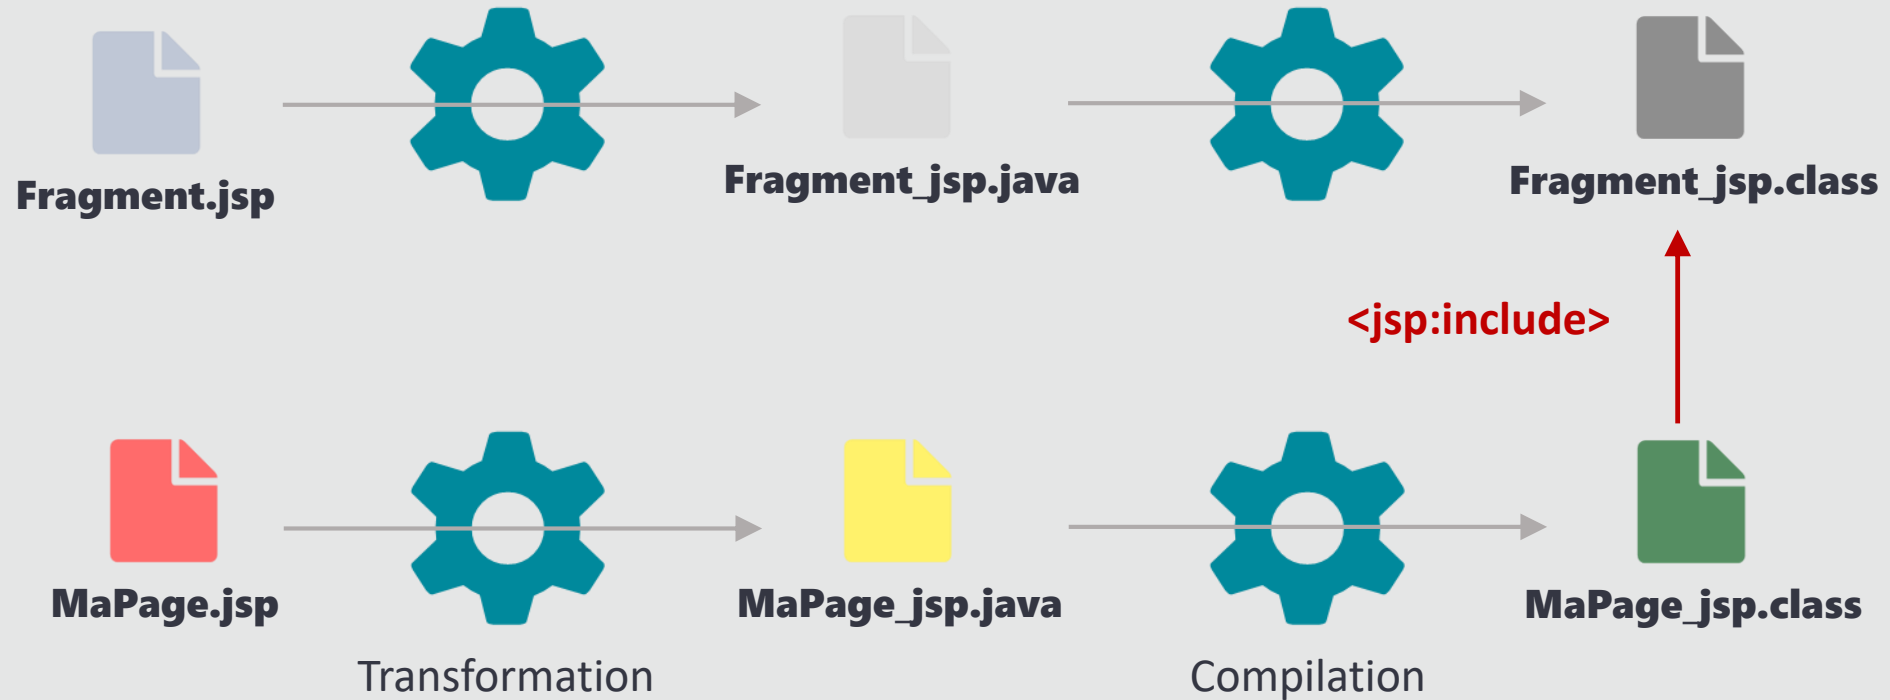 Fragment.jsp
Fragment_jsp.java
Fragment_jsp.class
<jsp:include>
MaPage.jsp
MaPage_jsp.java
MaPage_jsp.class
Transformation
Compilation